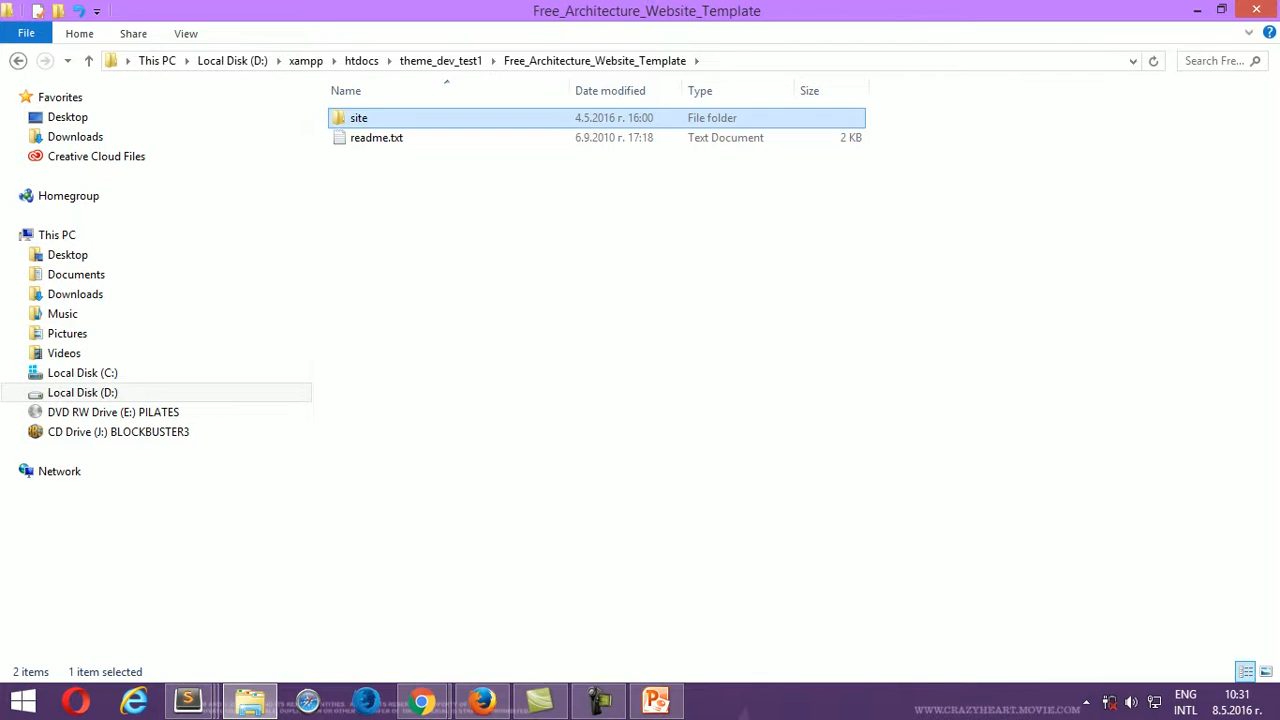 Free_Architecture_Website_Template
File Home Share View
This PC Local Disk (D:) xampp htdocs theme_dev_test1 Free_Architecture_Website_Template Search Fre...
Name Date modified Type Size
Favorites
Desktop
Downloads
Creative Cloud Files
Homegroup
This PC
Desktop
Documents
Downloads
Music
Pictures
Videos
Local Disk (C:)
Local Disk (D:)
DVD RW Drive (E:) PILATES
CD Drive (J:) BLOCKBUSTER3
Network
site 4.5.2016 г. 16:00 File folder
readme.txt 6.9.2010 г. 17:18 Text Document 2 KB
2 items 1 item selected
ENG 10:31
INTL 8.5.2016 г.
WWW.CRAZYHEART.MOVIE.COM